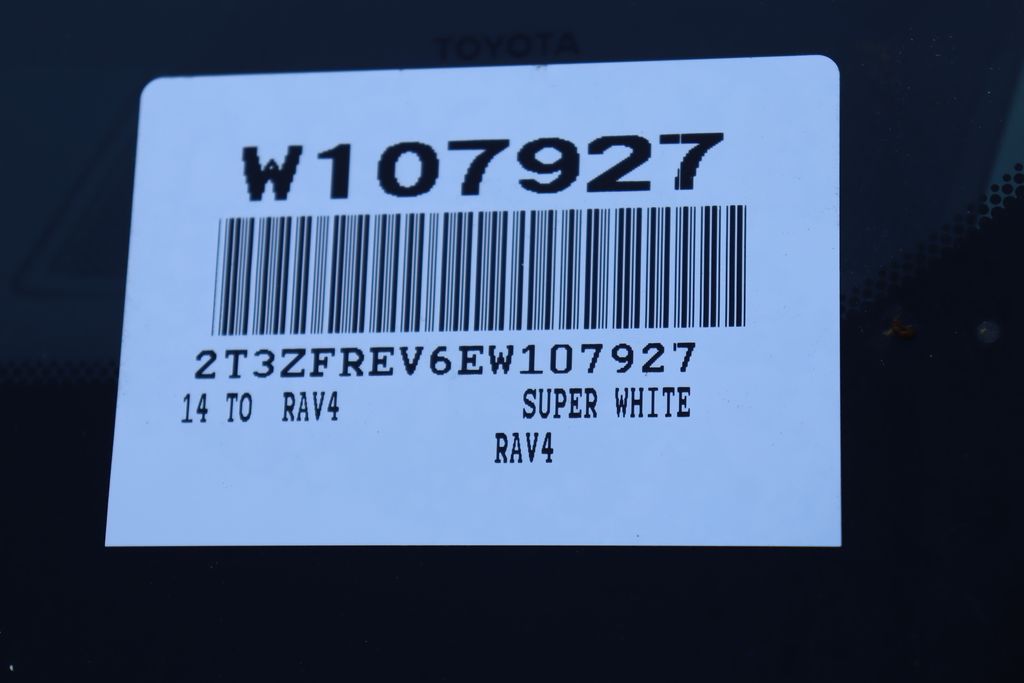 TOYOTA
W107927
2T3ZFREV6EW107927
14 TO RAV4 SUPER WHITE
RAV4